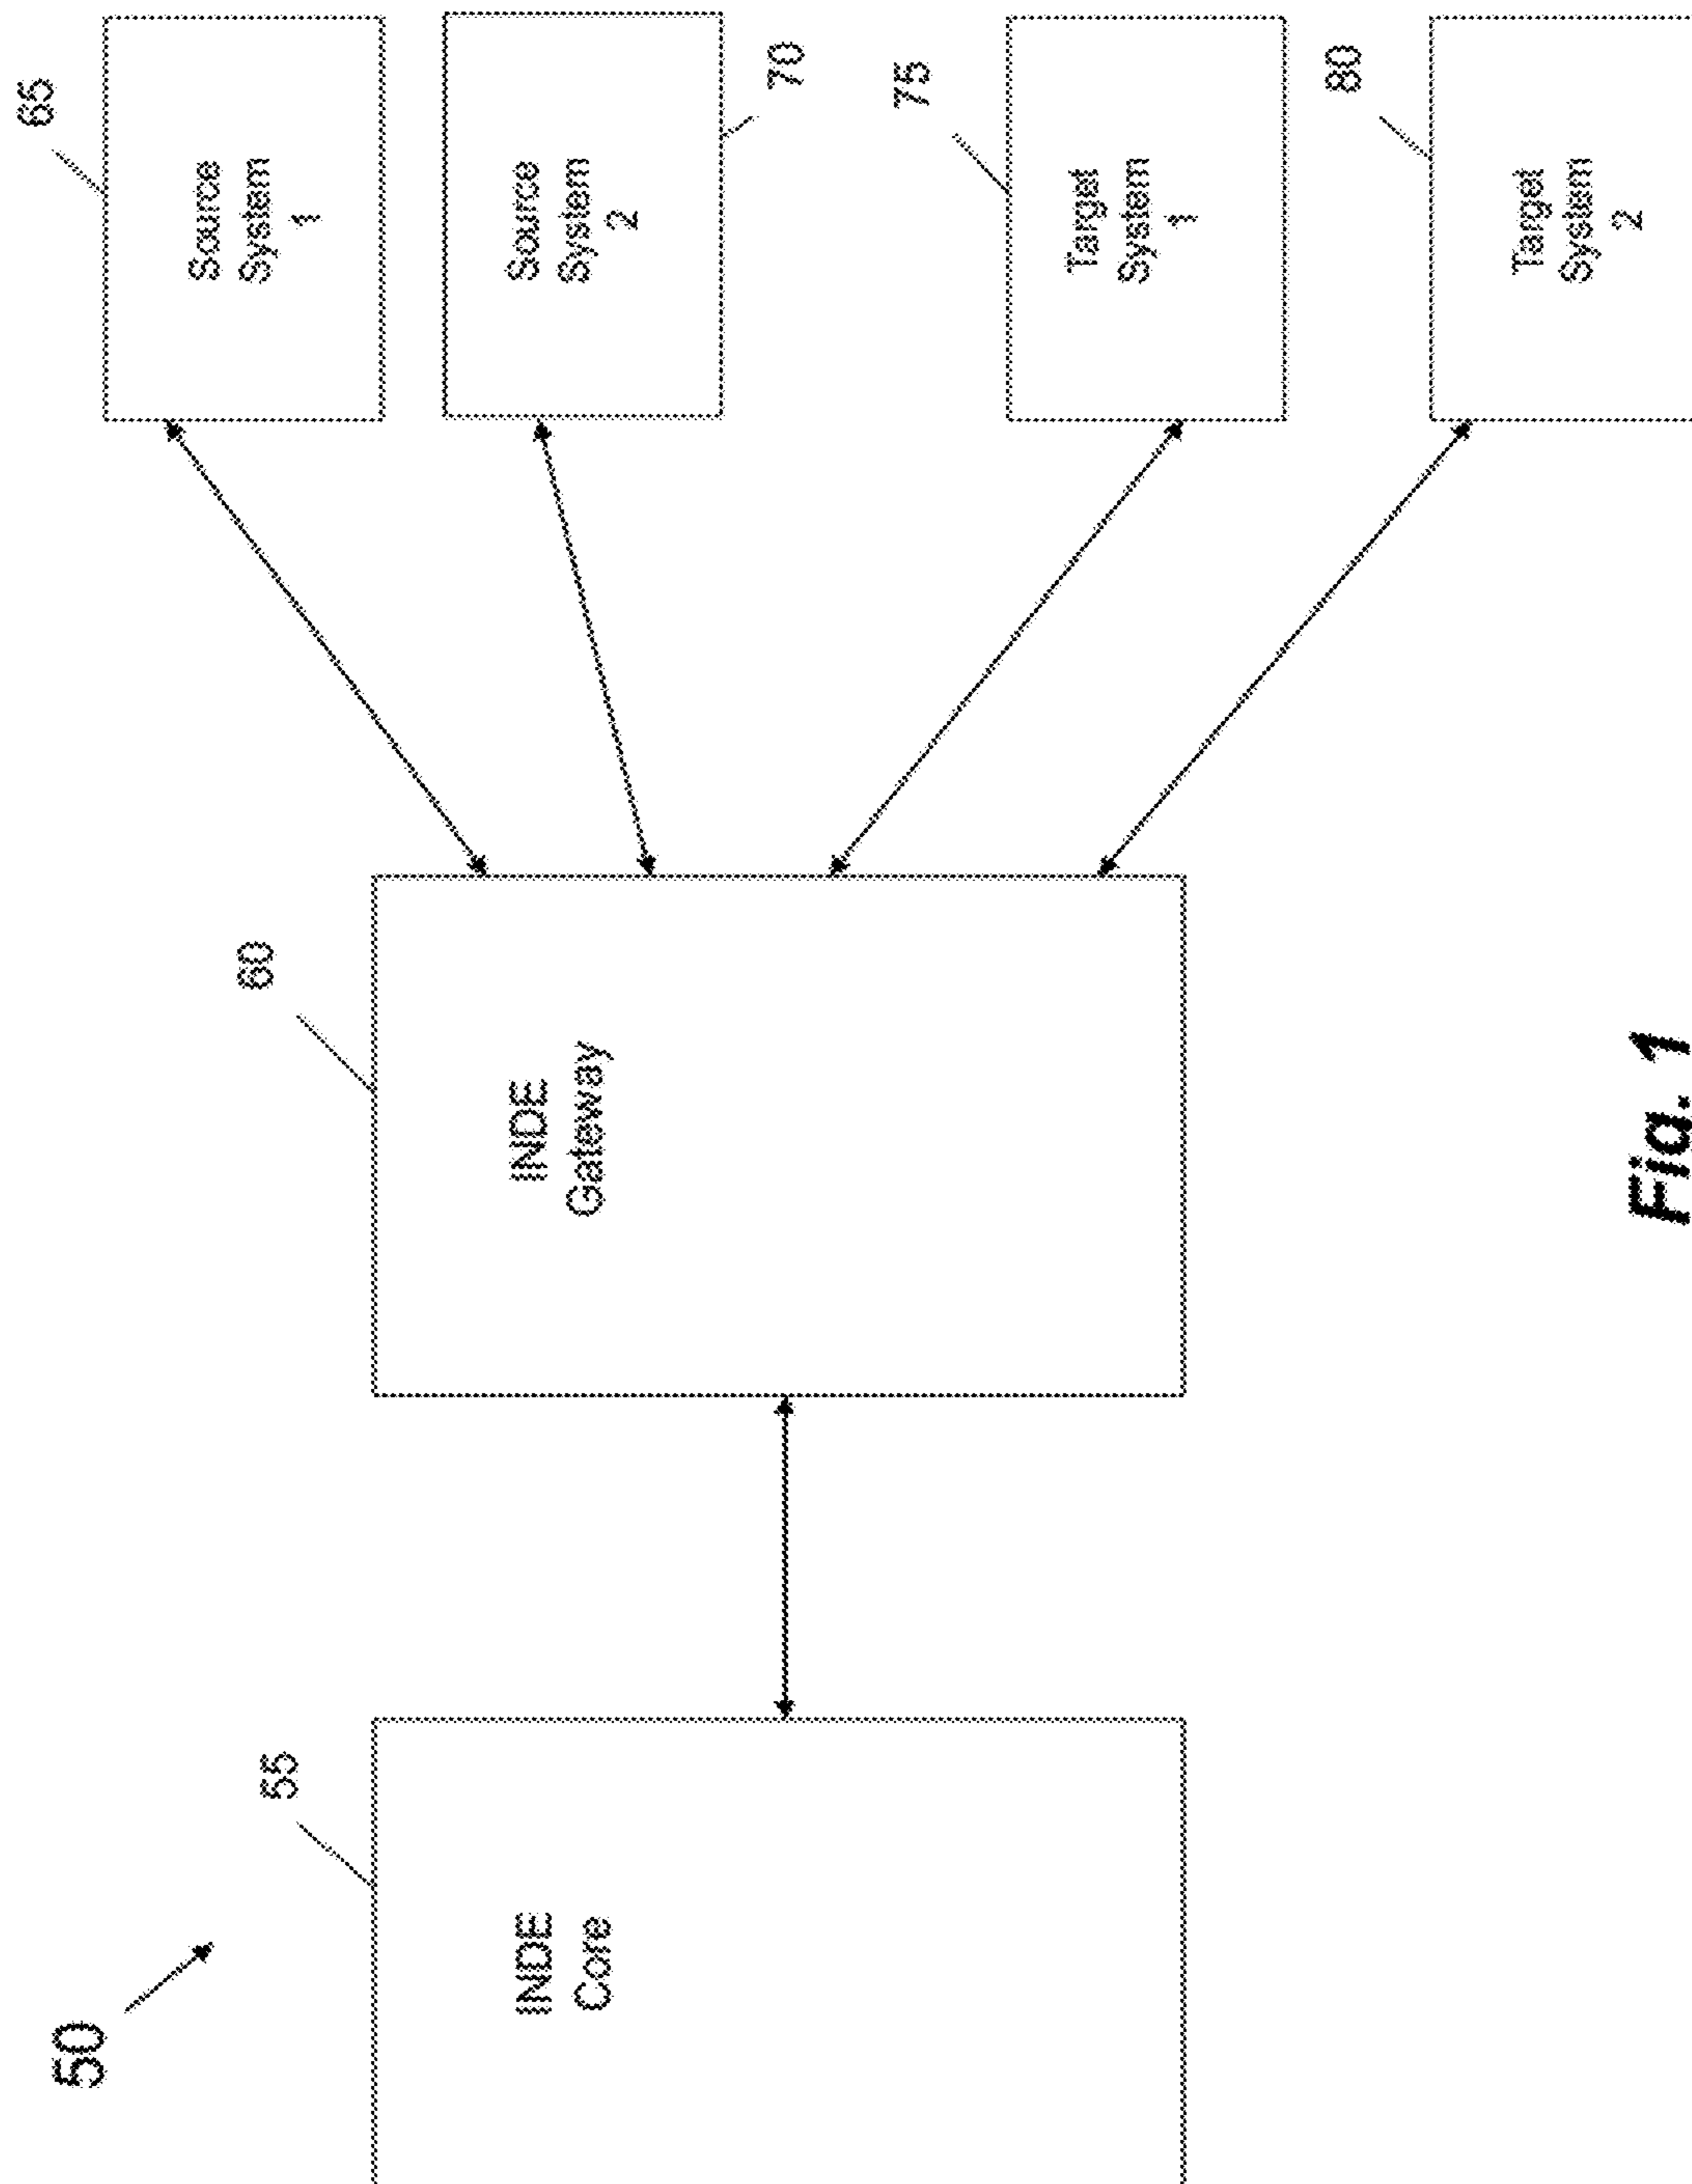 50
55
INDE
Core
60
INDE
Gateway
65
Source
System
1
70
Source
System
2
75
Target
System
1
80
Target
System
2
Fig. 1